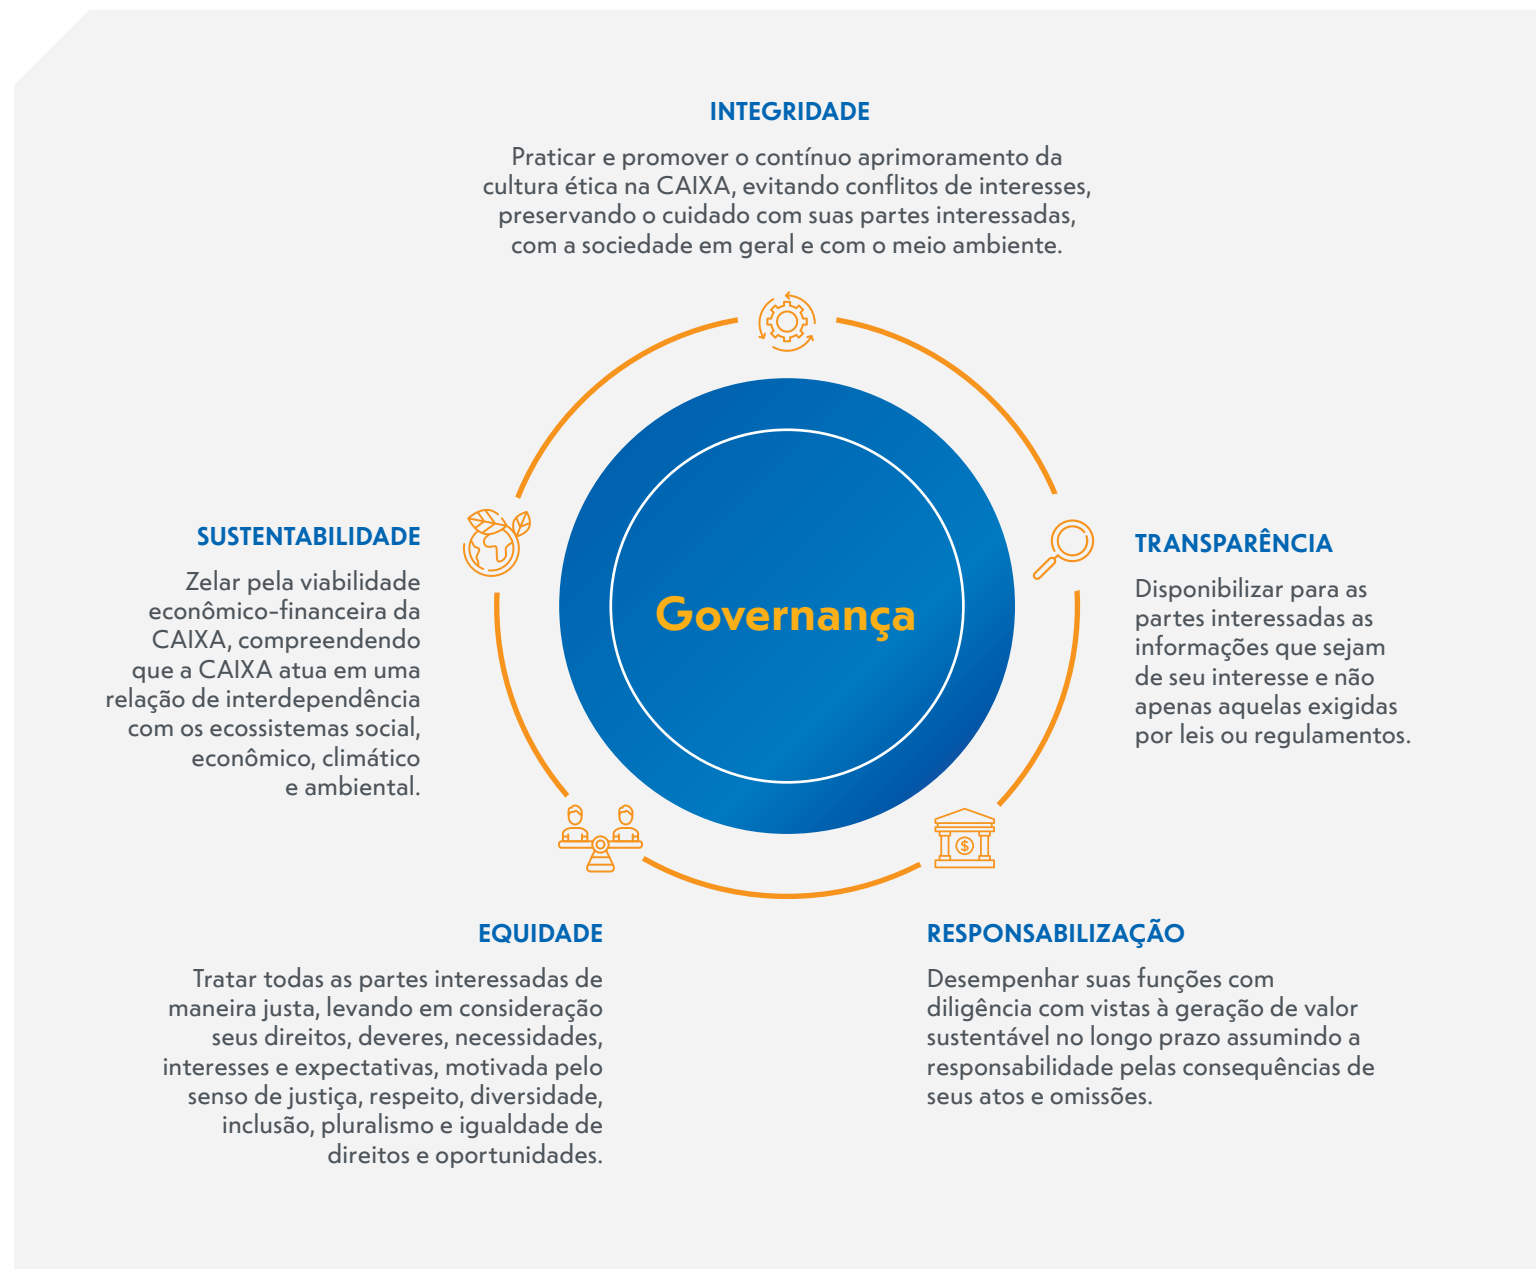 INTEGRIDADE
Praticar e promover o contínuo aprimoramento da
cultura ética na CAIXA, evitando conflitos de interesses,
preservando o cuidado com suas partes interessadas,
com a sociedade em geral e com o meio ambiente.
SUSTENTABILIDADE
Zelar pela viabilidade
econômico-financeira da
CAIXA, compreendendo
que a CAIXA atua em uma
relação de interdependência
com os ecossistemas social,
econômico, climático
e ambiental.
Governança
TRANSPARÊNCIA
Disponibilizar para as
partes interessadas as
informações que sejam
de seu interesse e não
apenas aquelas exigidas
por leis ou regulamentos.
$
EQUIDADE
Tratar todas as partes interessadas de
maneira justa, levando em consideração
seus direitos, deveres, necessidades,
interesses e expectativas, motivada pelo
senso de justiça, respeito, diversidade,
inclusão, pluralismo e igualdade de
direitos e oportunidades.
RESPONSABILIZAÇÃO
Desempenhar suas funções com
diligência com vistas à geração de valor
sustentável no longo prazo assumindo a
responsabilidade pelas consequências de
seus atos e omissões.